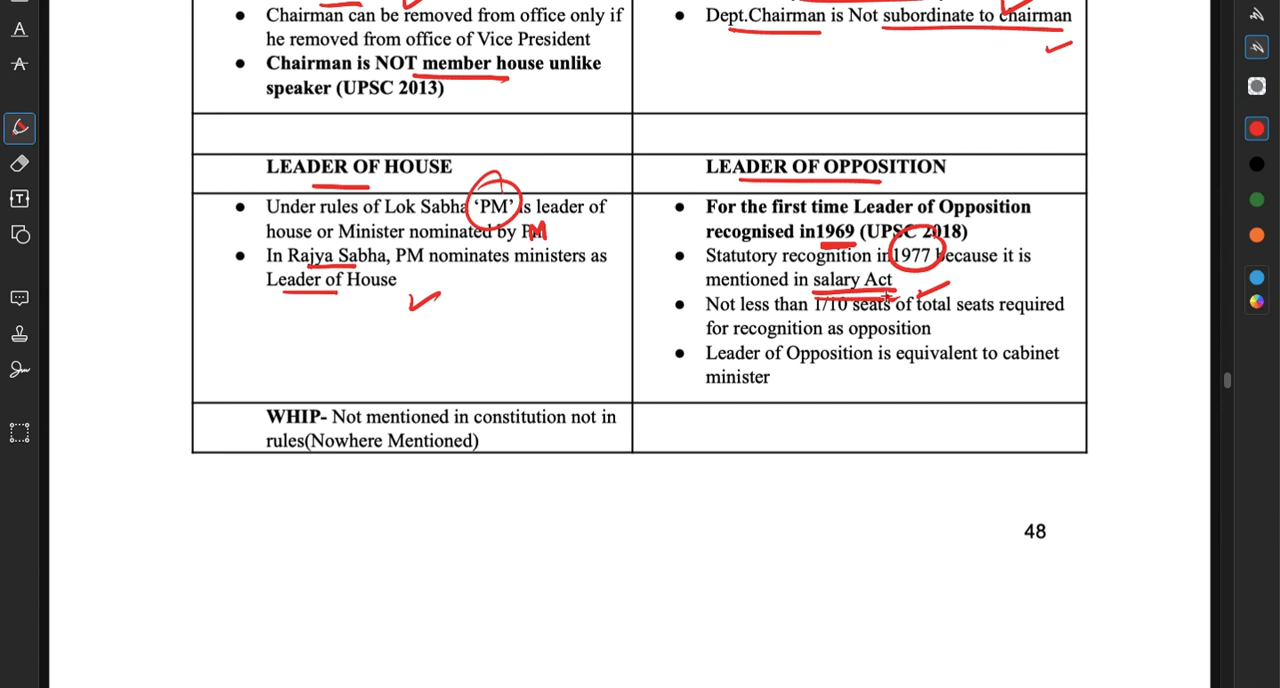 Chairman can be removed from office only if
he removed from office of Vice President
Chairman is NOT member house unlike
speaker (UPSC 2013)
Dept.Chairman is Not subordinate to chairman
LEADER OF HOUSE
LEADER OF OPPOSITION
Under rules of Lok Sabha ‘PM’ is leader of
house or Minister nominated by PM
In Rajya Sabha, PM nominates ministers as
Leader of House
For the first time Leader of Opposition
recognised in1969 (UPSC 2018)
Statutory recognition in 1977 because it is
mentioned in salary Act
Not less than 1/10 seats of total seats required
for recognition as opposition
Leader of Opposition is equivalent to cabinet
minister
WHIP- Not mentioned in constitution not in
rules(Nowhere Mentioned)
48